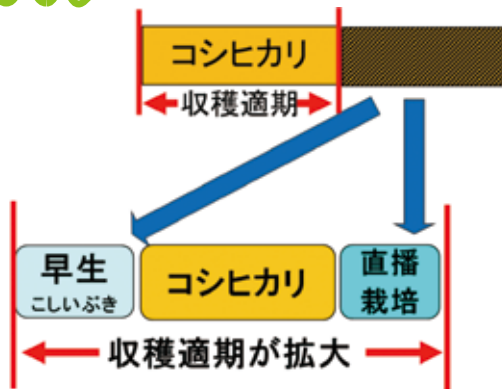 コシヒカリ
収穫適期
早生
こしいぶき
コシヒカリ
直播
栽培
収穫適期が拡大